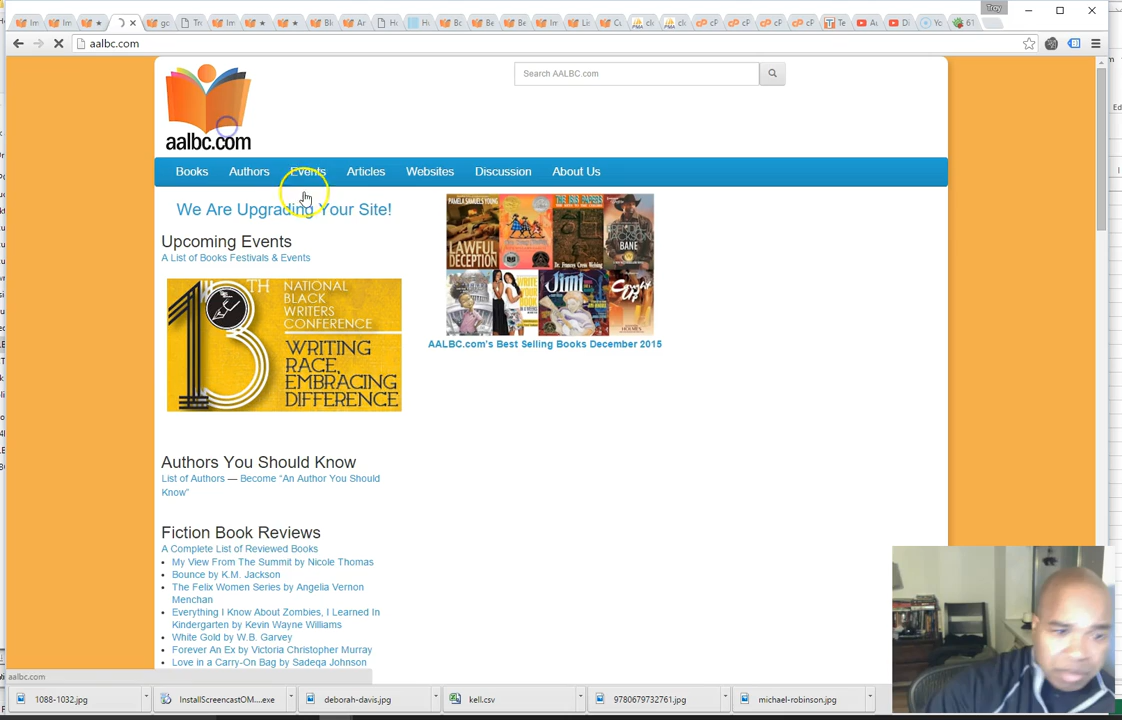 Troy
aalbc.com
Search AALBC.com
aalbc.com
Books Authors Events Articles Websites Discussion About Us
We Are Upgrading Your Site!
Upcoming Events
A List of Books Festivals & Events
13TH NATIONAL
BLACK
WRITERS
CONFERENCE
WRITING
RACE,
EMBRACING
DIFFERENCE
PAMELA SAMUELS YOUNG
LAWFUL
DECEPTION
BANE
Jimi
AALBC.com's Best Selling Books December 2015
Authors You Should Know
List of Authors — Become “An Author You Should
Know”
Fiction Book Reviews
A Complete List of Reviewed Books
• My View From The Summit by Nicole Thomas
• Bounce by K.M. Jackson
• The Felix Women Series by Angelia Vernon
Menchan
• Everything I Know About Zombies, I Learned In
Kindergarten by Kevin Wayne Williams
• White Gold by W.B. Garvey
• Forever An Ex by Victoria Christopher Murray
• Love in a Carry-On Bag by Sadeqa Johnson
aalbc.com
1088-1032.jpg
InstallScreencastOM....exe
deborah-davis.jpg
kell.csv
9780679732761.jpg
michael-robinson.jpg